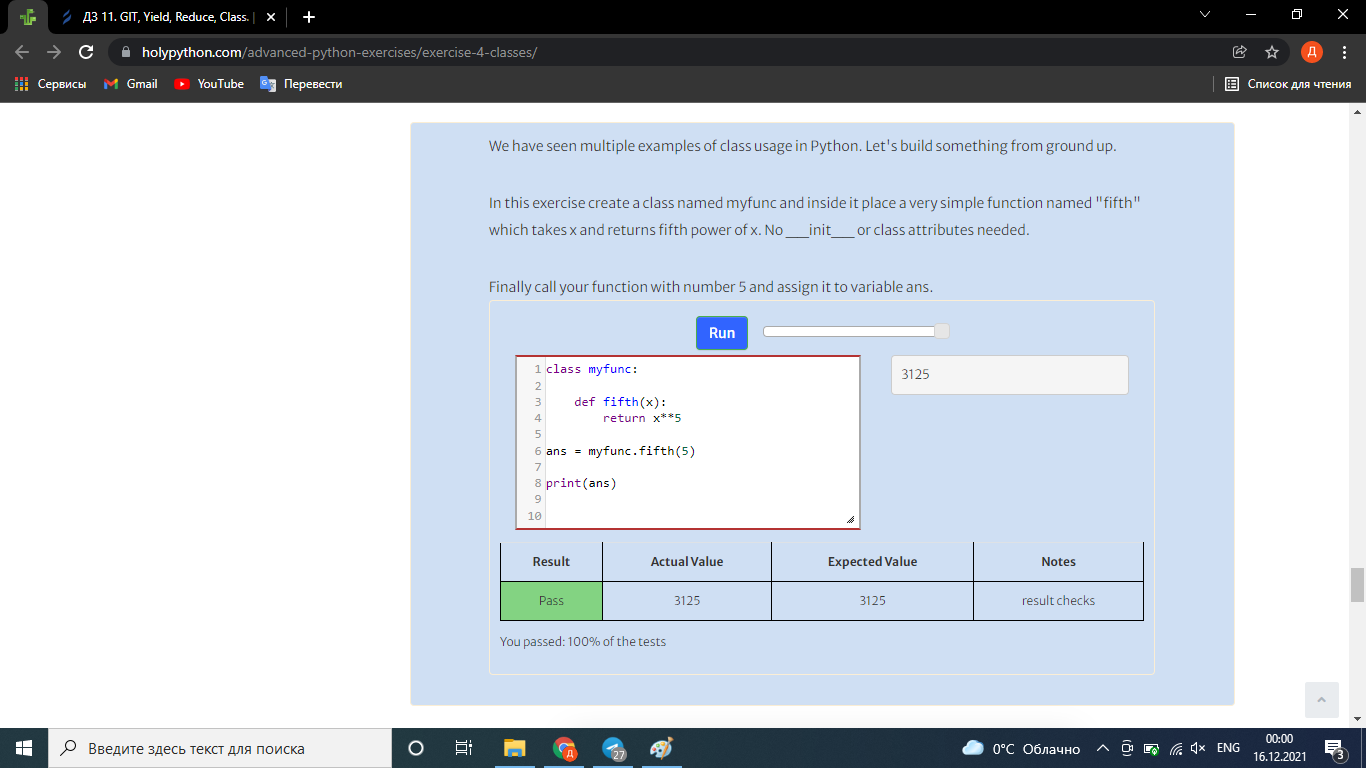 ДЗ 11. GIT, Yield, Reduce, Class. |
holypython.com/advanced-python-exercises/exercise-4-classes/
Д
Сервисы Gmail YouTube Перевести Список для чтения
We have seen multiple examples of class usage in Python. Let's build something from ground up.
In this exercise create a class named myfunc and inside it place a very simple function named "fifth"
which takes x and returns fifth power of x. No ___init___ or class attributes needed.
Finally call your function with number 5 and assign it to variable ans.
Run
1 class myfunc:
2
3     def fifth(x):
4         return x**5
5
6 ans = myfunc.fifth(5)
7
8 print(ans)
9
10
3125
Result Actual Value Expected Value Notes
Pass 3125 3125 result checks
You passed: 100% of the tests
Введите здесь текст для поиска
Д
27
0°C Облачно
ENG
00:00
16.12.2021
3